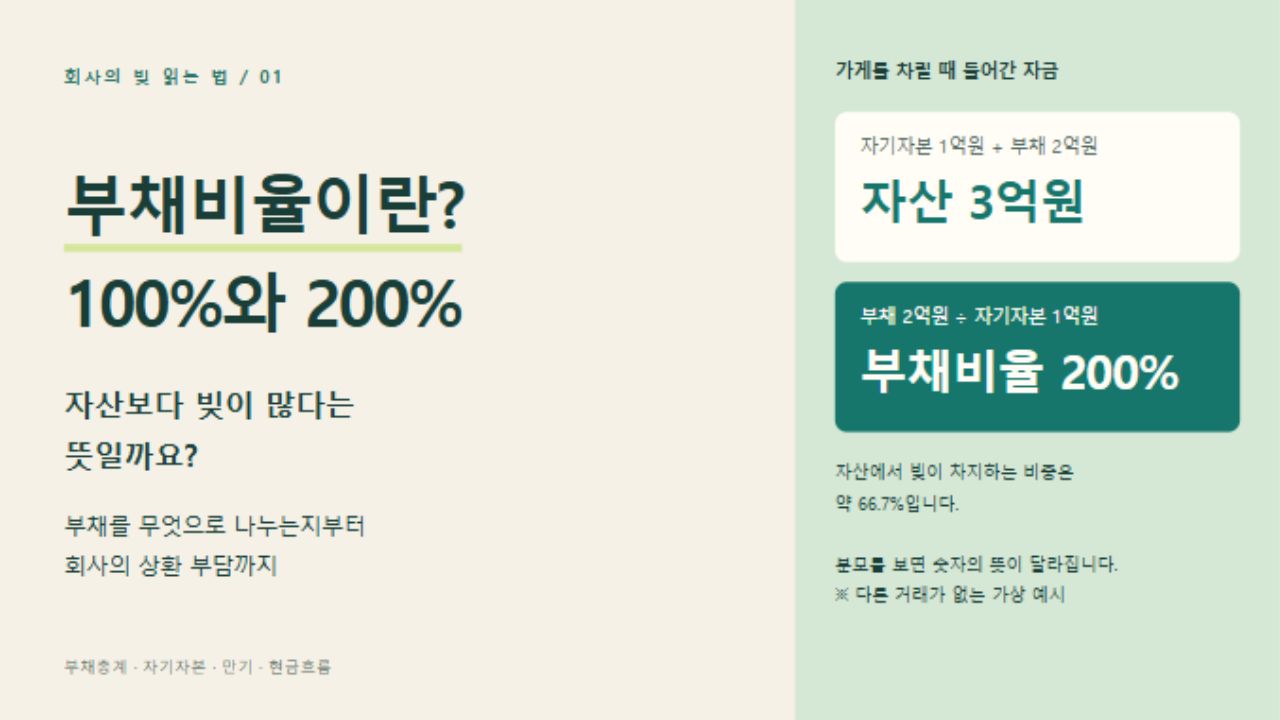 회사의 빚 읽는 법 / 01
부채비율이란?
100%와 200%
자산보다 빚이 많다는
뜻일까요?
부채를 무엇으로 나누는지부터
회사의 상환 부담까지
부채총계 · 자기자본 · 만기 · 현금흐름
가게를 차릴 때 들어간 자금
자기자본 1억원 + 부채 2억원
자산 3억원
부채 2억원 ÷ 자기자본 1억원
부채비율 200%
자산에서 빚이 차지하는 비중은
약 66.7%입니다.
분모를 보면 숫자의 뜻이 달라집니다.
※ 다른 거래가 없는 가상 예시